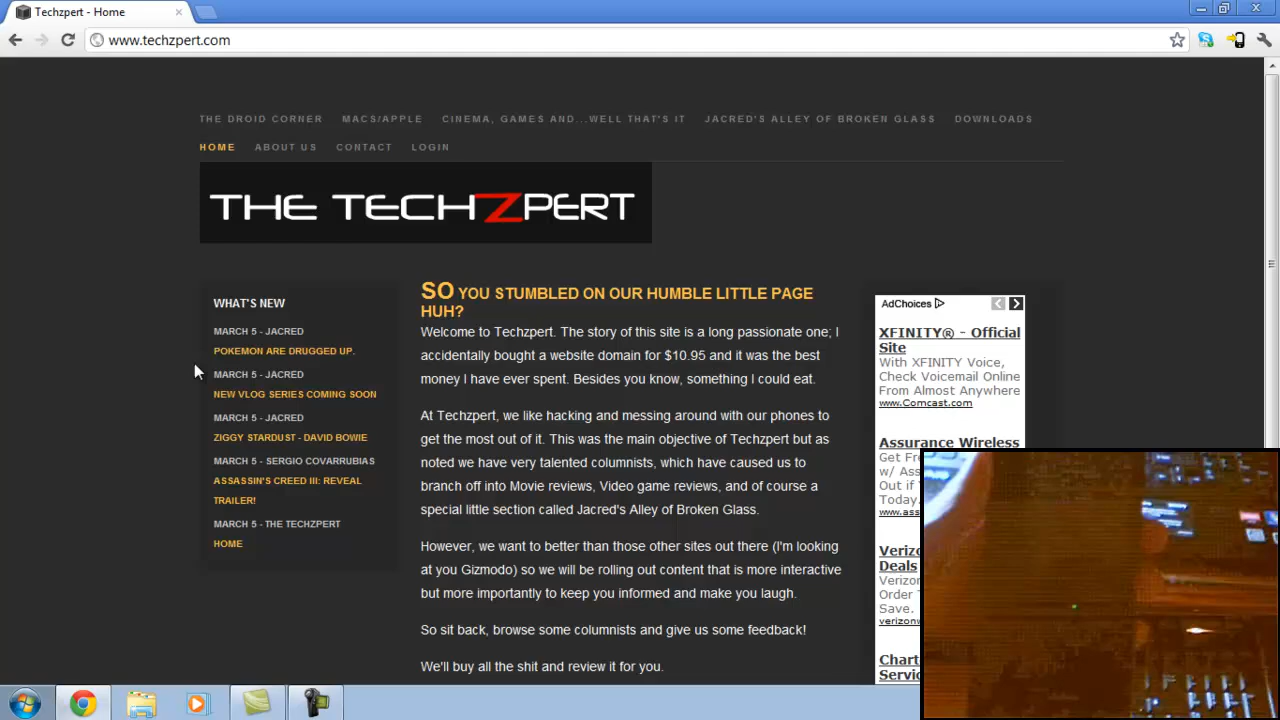 Techzpert - Home
www.techzpert.com
THE DROID CORNER MACS/APPLE CINEMA, GAMES AND...WELL THAT'S IT JACRED'S ALLEY OF BROKEN GLASS DOWNLOADS
HOME ABOUT US CONTACT LOGIN
THE TECHZPERT
WHAT'S NEW
MARCH 5 - JACRED
POKEMON ARE DRUGGED UP.
MARCH 5 - JACRED
NEW VLOG SERIES COMING SOON
MARCH 5 - JACRED
ZIGGY STARDUST - DAVID BOWIE
MARCH 5 - SERGIO COVARRUBIAS
ASSASSIN'S CREED III: REVEAL
TRAILER!
MARCH 5 - THE TECHZPERT
HOME
SO YOU STUMBLED ON OUR HUMBLE LITTLE PAGE
HUH?
Welcome to Techzpert. The story of this site is a long passionate one; I
accidentally bought a website domain for $10.95 and it was the best
money I have ever spent. Besides you know, something I could eat.
At Techzpert, we like hacking and messing around with our phones to
get the most out of it. This was the main objective of Techzpert but as
noted we have very talented columnists, which have caused us to
branch off into Movie reviews, Video game reviews, and of course a
special little section called Jacred's Alley of Broken Glass.
However, we want to better than those other sites out there (I'm looking
at you Gizmodo) so we will be rolling out content that is more interactive
but more importantly to keep you informed and make you laugh.
So sit back, browse some columnists and give us some feedback!
We'll buy all the shit and review it for you.
AdChoices
XFINITY® - Official
Site
With XFINITY Voice,
Check Voicemail Online
From Almost Anywhere
www.Comcast.com
Assurance Wireless
Get Fr
w/ Ass
Out if
Today.
www.ass
Verizo
Deals
Verizon
Order
Save.
verizonw
Chart
Servic